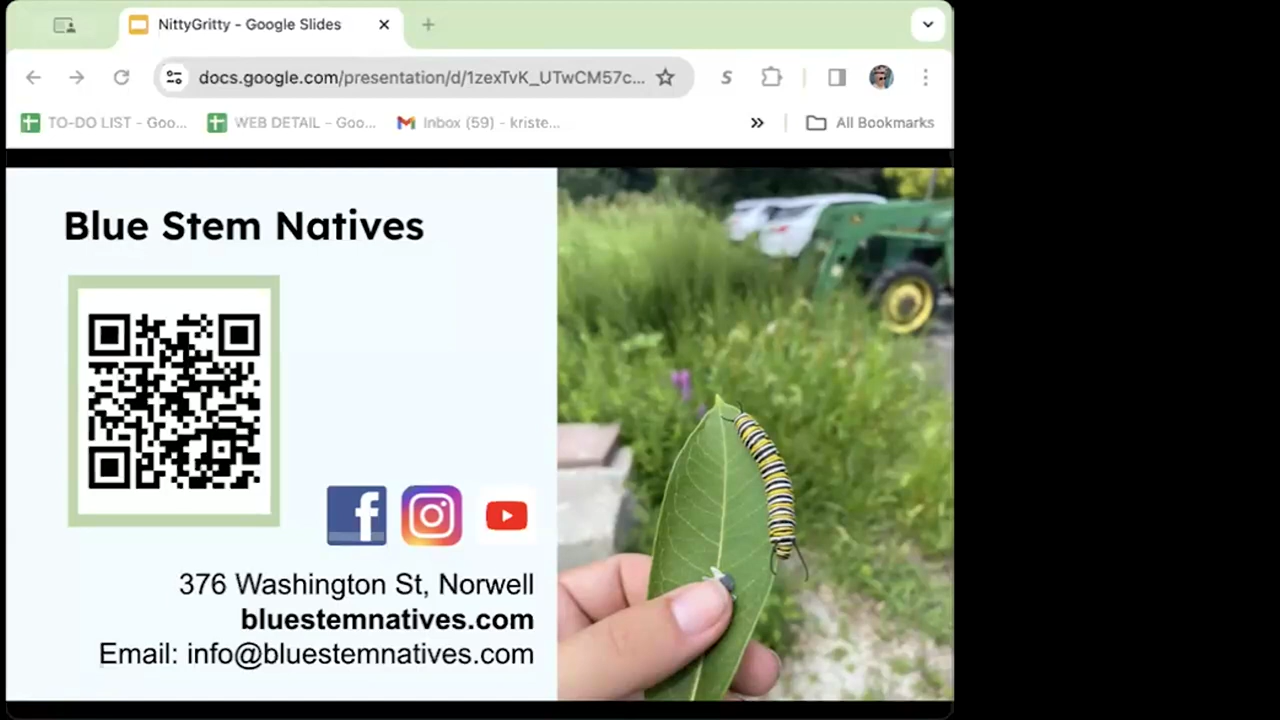 NittyGritty - Google Slides
docs.google.com/presentation/d/1zexTvK_UTwCM57c...
TO-DO LIST - Goo...
WEB DETAIL - Goo...
Inbox (59) - kriste...
All Bookmarks
Blue Stem Natives
376 Washington St, Norwell
bluestemnatives.com
Email: info@bluestemnatives.com